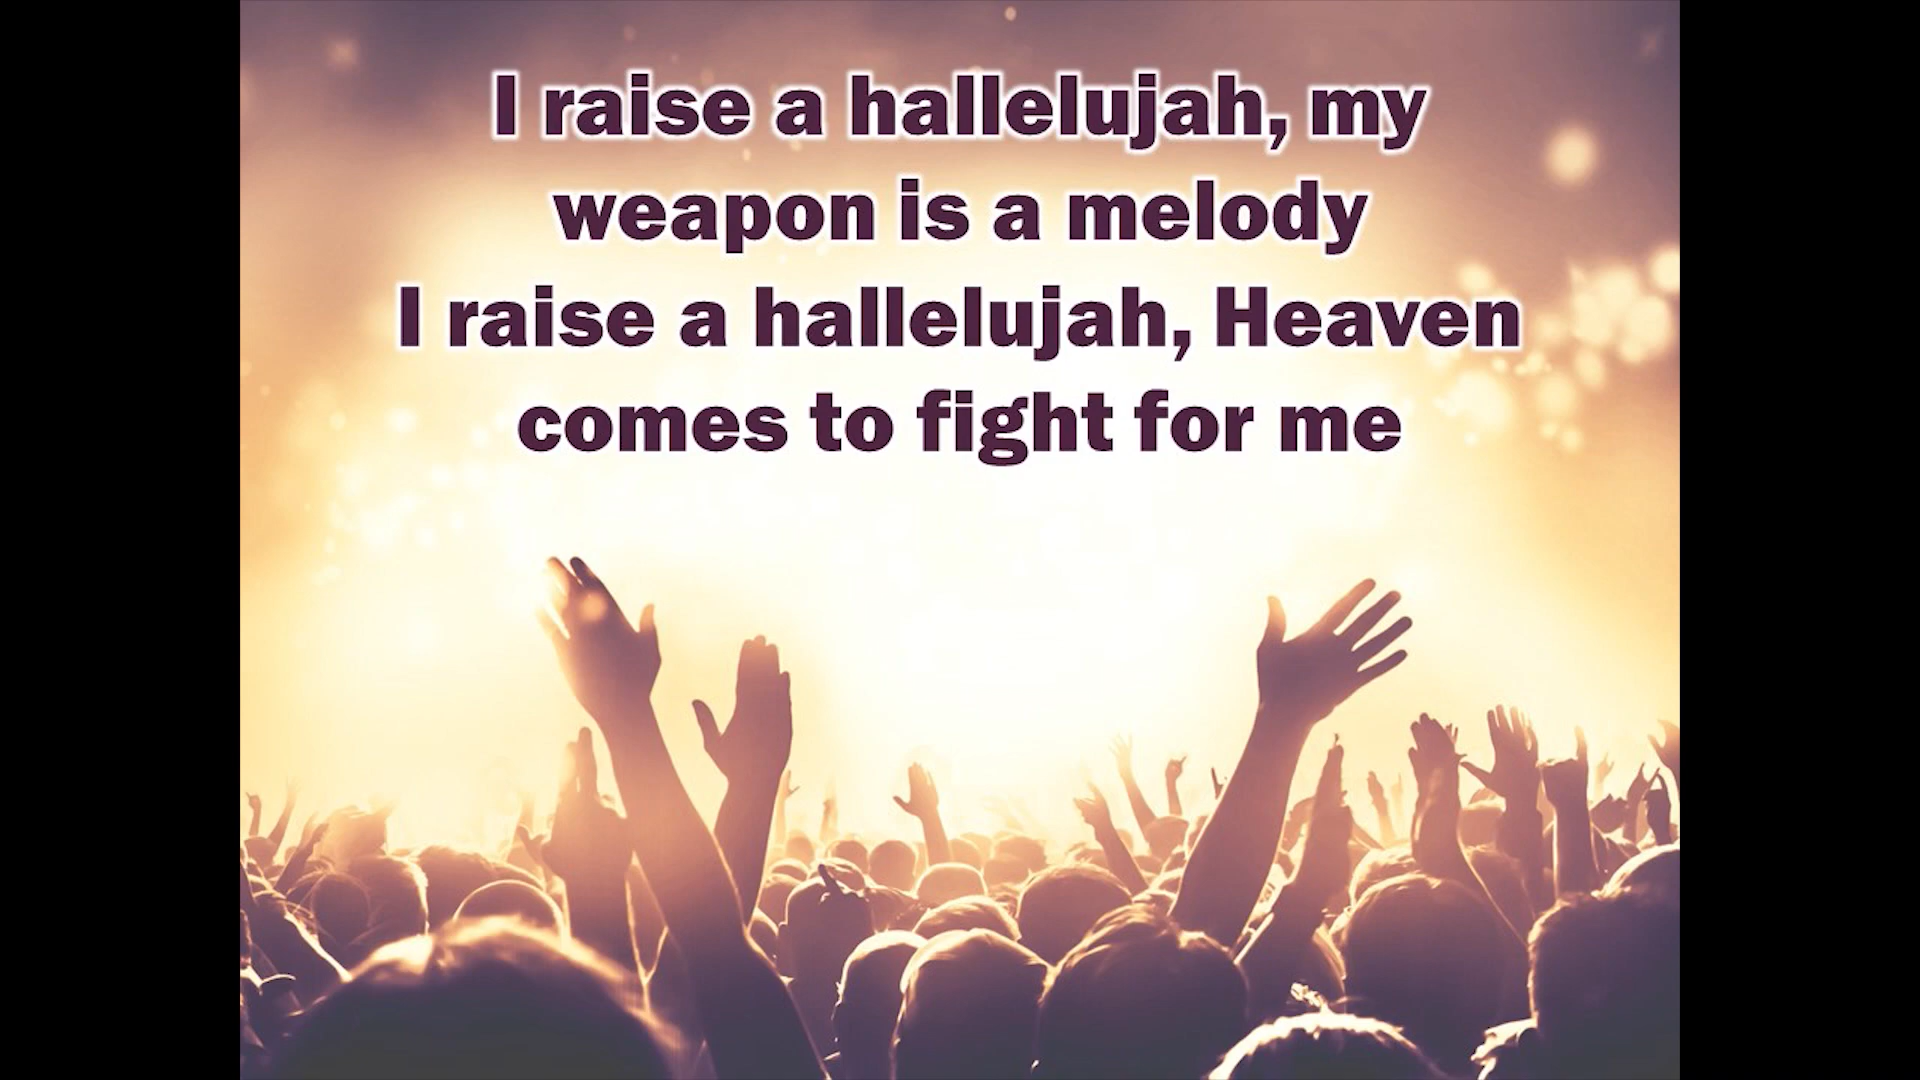 I raise a hallelujah, my
weapon is a melody
I raise a hallelujah, Heaven
comes to fight for me